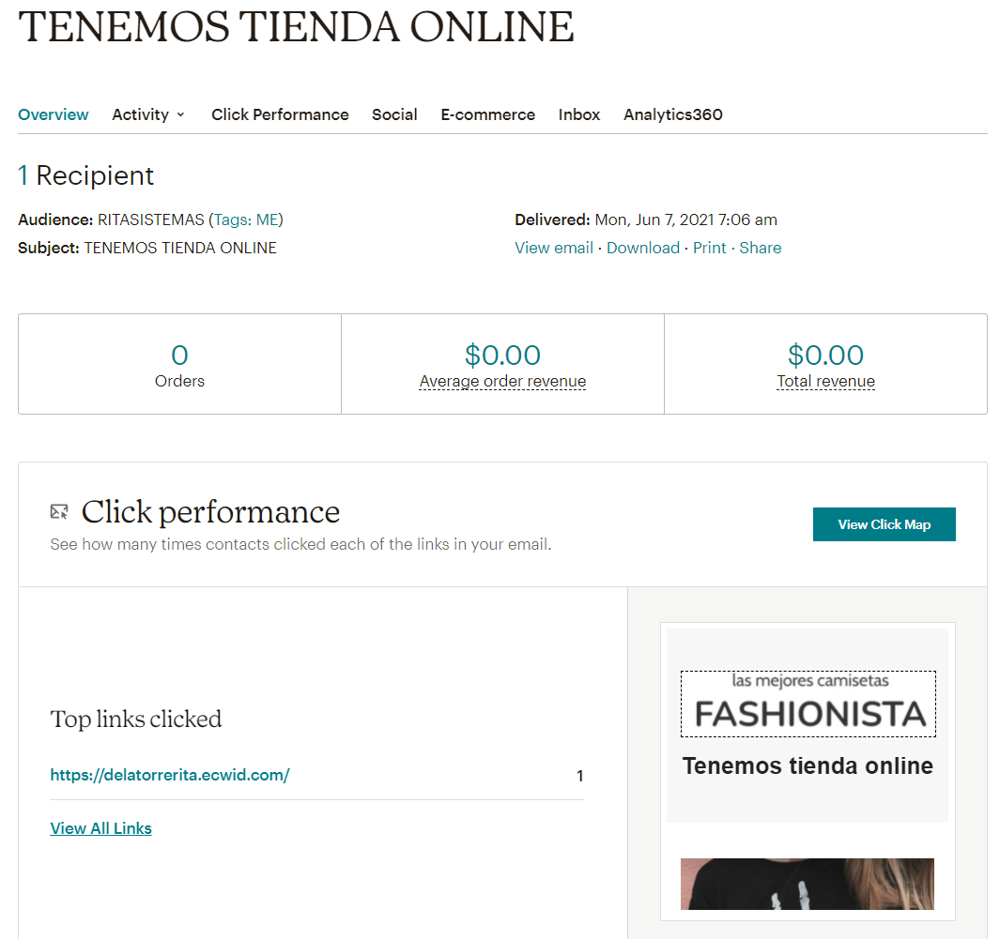 TENEMOS TIENDA ONLINE
Overview Activity Click Performance Social E-commerce Inbox Analytics360
1 Recipient
Audience: RITASISTEMAS (Tags: ME)
Delivered: Mon, Jun 7, 2021 7:06 am
Subject: TENEMOS TIENDA ONLINE
View email · Download · Print · Share
0
Orders
$0.00
Average order revenue
$0.00
Total revenue
Click performance
See how many times contacts clicked each of the links in your email.
View Click Map
Top links clicked
https://delatorrerita.ecwid.com/ 1
View All Links
las mejores camisetas
FASHIONISTA
Tenemos tienda online